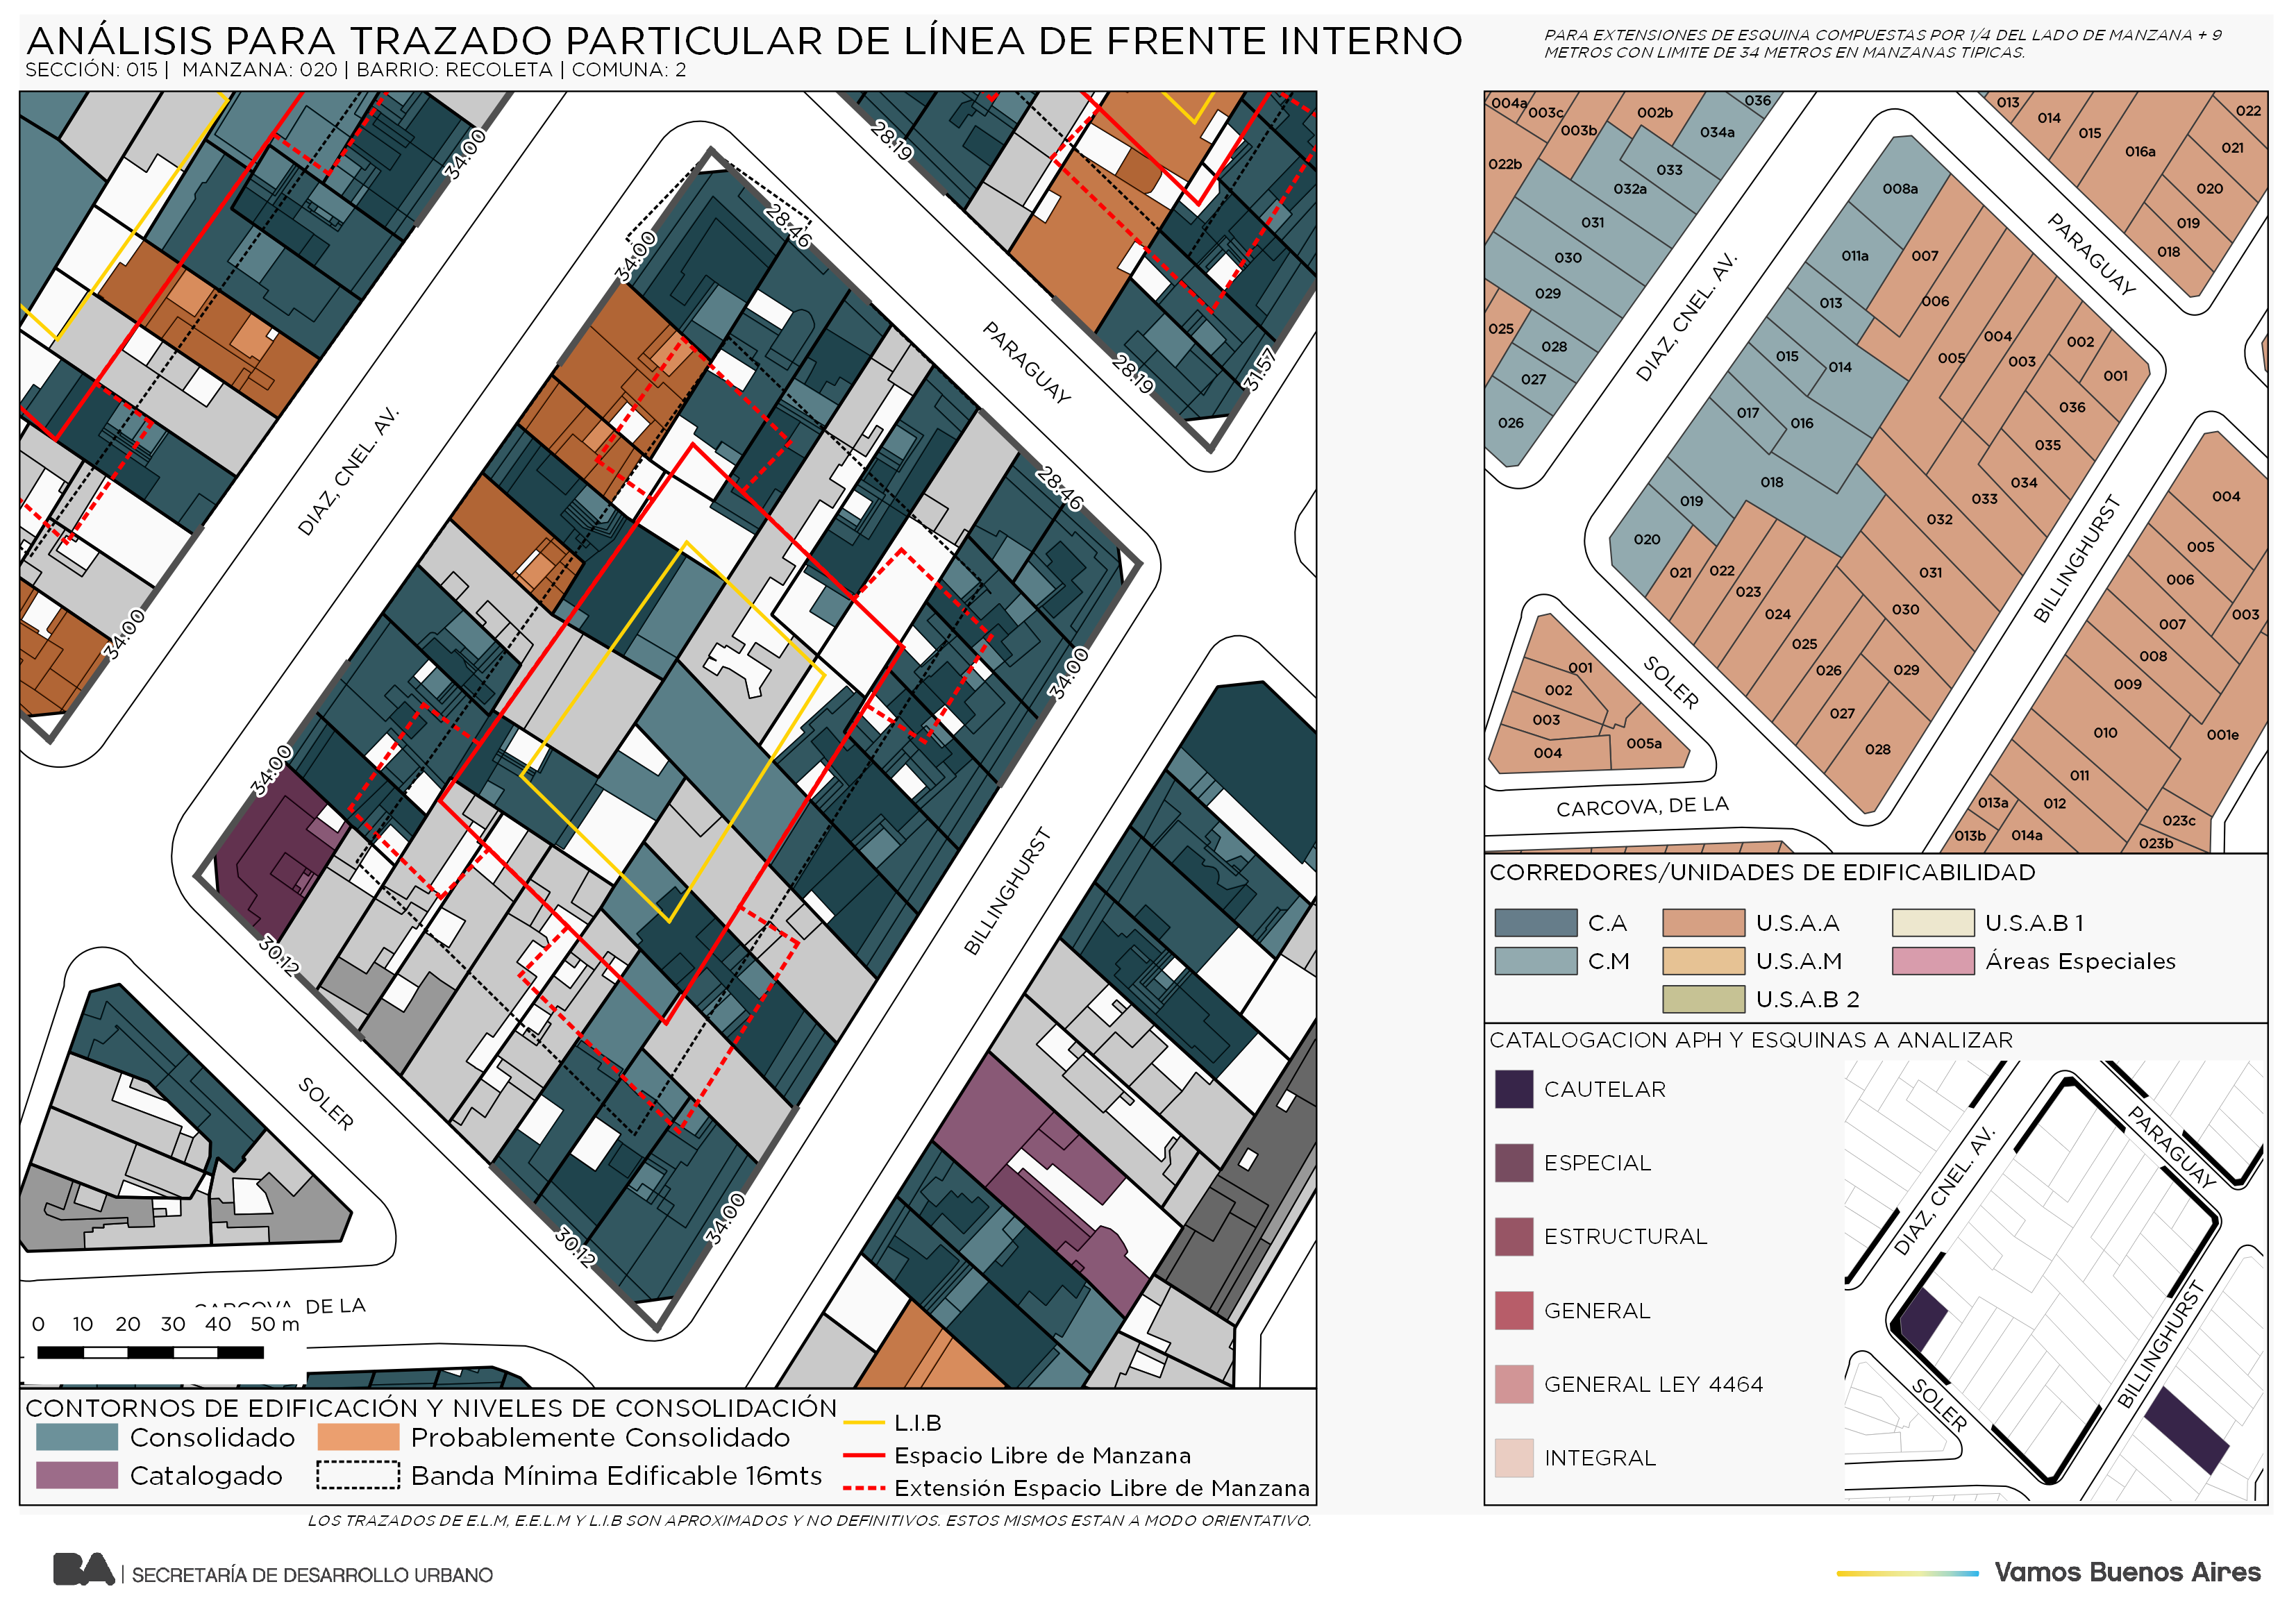 ANÁLISIS PARA TRAZADO PARTICULAR DE LÍNEA DE FRENTE INTERNO
SECCIÓN: 015 | MANZANA: 020 | BARRIO: RECOLETA | COMUNA: 2
PARA EXTENSIONES DE ESQUINA COMPUESTAS POR 1/4 DEL LADO DE MANZANA + 9
METROS CON LIMITE DE 34 METROS EN MANZANAS TIPICAS.
34:00
28:19
28:46
34:00
PARAGUAY
28:19
31:57
DIAZ, CNEL. AV.
28:46
34:00
34:00
34:00
BILLINGHURST
30:12
SOLER
34:00
30:12
DE LA
0 10 20 30 40 50 m
CONTORNOS DE EDIFICACIÓN Y NIVELES DE CONSOLIDACIÓN
Consolidado
Probablemente Consolidado
Catalogado
Banda Mínima Edificable 16mts
L.I.B
Espacio Libre de Manzana
Extensión Espacio Libre de Manzana
LOS TRAZADOS DE E.L.M, E.E.L.M Y L.I.B SON APROXIMADOS Y NO DEFINITIVOS. ESTOS MISMOS ESTAN A MODO ORIENTATIVO.
004a
003c
003b
002b
036
034a
033
022b
032a
031
030
029
025
028
027
026
013
014
015
016a
022
021
020
019
018
008a
011a
007
013
006
015
014
005
004
003
002
001
036
035
034
033
017
016
018
019
020
032
031
030
021
022
023
024
025
026
029
027
028
PARAGUAY
DIAZ, CNEL. AV.
BILLINGHURST
SOLER
CARCOVA, DE LA
001
002
003
004
005a
004
005
006
003
007
008
009
010
001e
011
012
013a
013b
014a
023c
023b
CORREDORES/UNIDADES DE EDIFICABILIDAD
C.A
U.S.A.A
U.S.A.B 1
C.M
U.S.A.M
Áreas Especiales
U.S.A.B 2
CATALOGACION APH Y ESQUINAS A ANALIZAR
CAUTELAR
ESPECIAL
ESTRUCTURAL
GENERAL
GENERAL LEY 4464
INTEGRAL
PARAGUAY
DIAZ, CNEL. AV.
BILLINGHURST
SOLER
BA | SECRETARÍA DE DESARROLLO URBANO
Vamos Buenos Aires